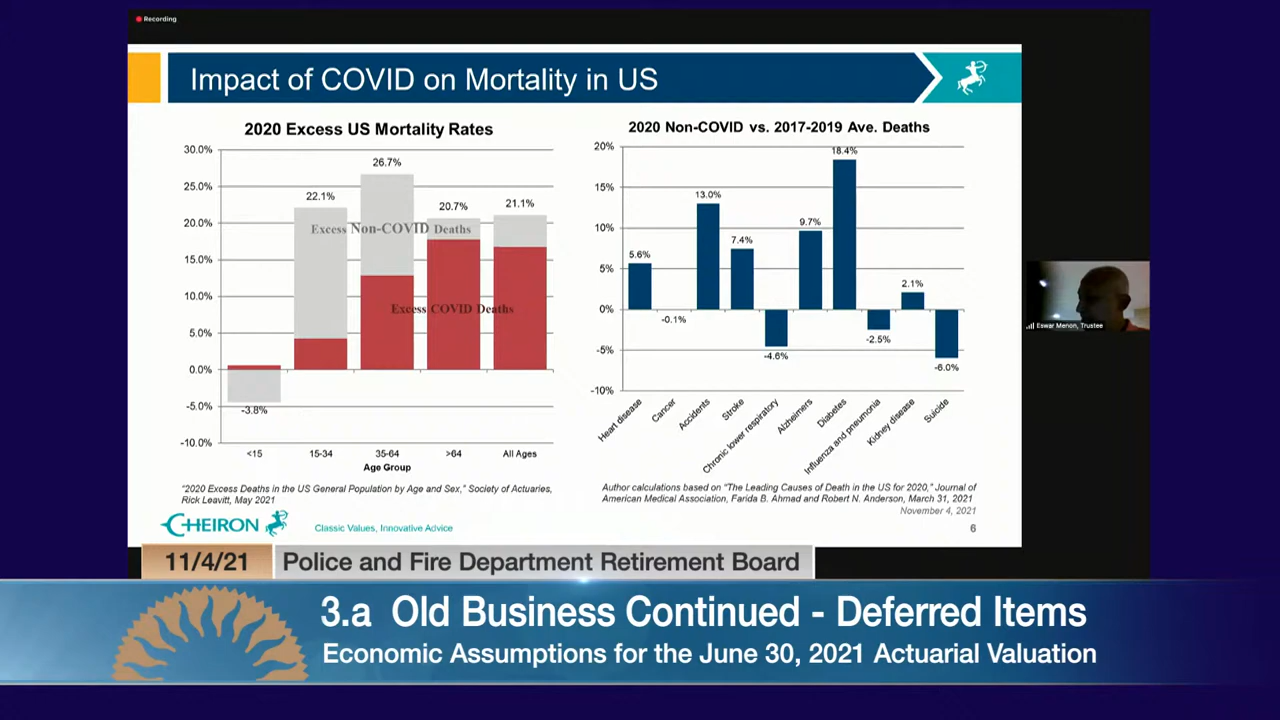 Recording
Impact of COVID on Mortality in US
2020 Excess US Mortality Rates
30.0%
25.0%
20.0%
15.0%
10.0%
5.0%
0.0%
-5.0%
-10.0%
22.1%
26.7%
20.7%
21.1%
-3.8%
Excess Non-COVID Deaths
Excess COVID Deaths
<15
15-34
35-64
>64
All Ages
Age Group
"2020 Excess Deaths in the US General Population by Age and Sex," Society of Actuaries,
Rick Leavitt, May 2021
2020 Non-COVID vs. 2017-2019 Ave. Deaths
20%
15%
10%
5%
0%
-5%
-10%
5.6%
-0.1%
13.0%
7.4%
-4.6%
9.7%
18.4%
-2.5%
2.1%
-6.0%
Heart disease
Cancer
Accidents
Stroke
Chronic lower respiratory
Alzheimers
Diabetes
Influenza and pneumonia
Kidney disease
Suicide
Author calculations based on "The Leading Causes of Death in the US for 2020," Journal of
American Medical Association, Farida B. Ahmad and Robert N. Anderson, March 31, 2021
November 4, 2021
CHEIRON
Classic Values, Innovative Advice
6
Eswar Menon, Trustee
11/4/21
Police and Fire Department Retirement Board
3.a Old Business Continued - Deferred Items
Economic Assumptions for the June 30, 2021 Actuarial Valuation